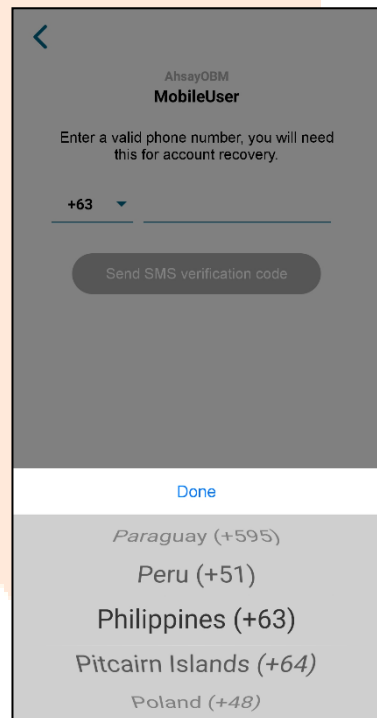 AhsayOBM
MobileUser
Enter a valid phone number, you will need
this for account recovery.
+63
Send SMS verification code
Done
Paraguay (+595)
Peru (+51)
Philippines (+63)
Pitcairn Islands (+64)
Poland (+48)